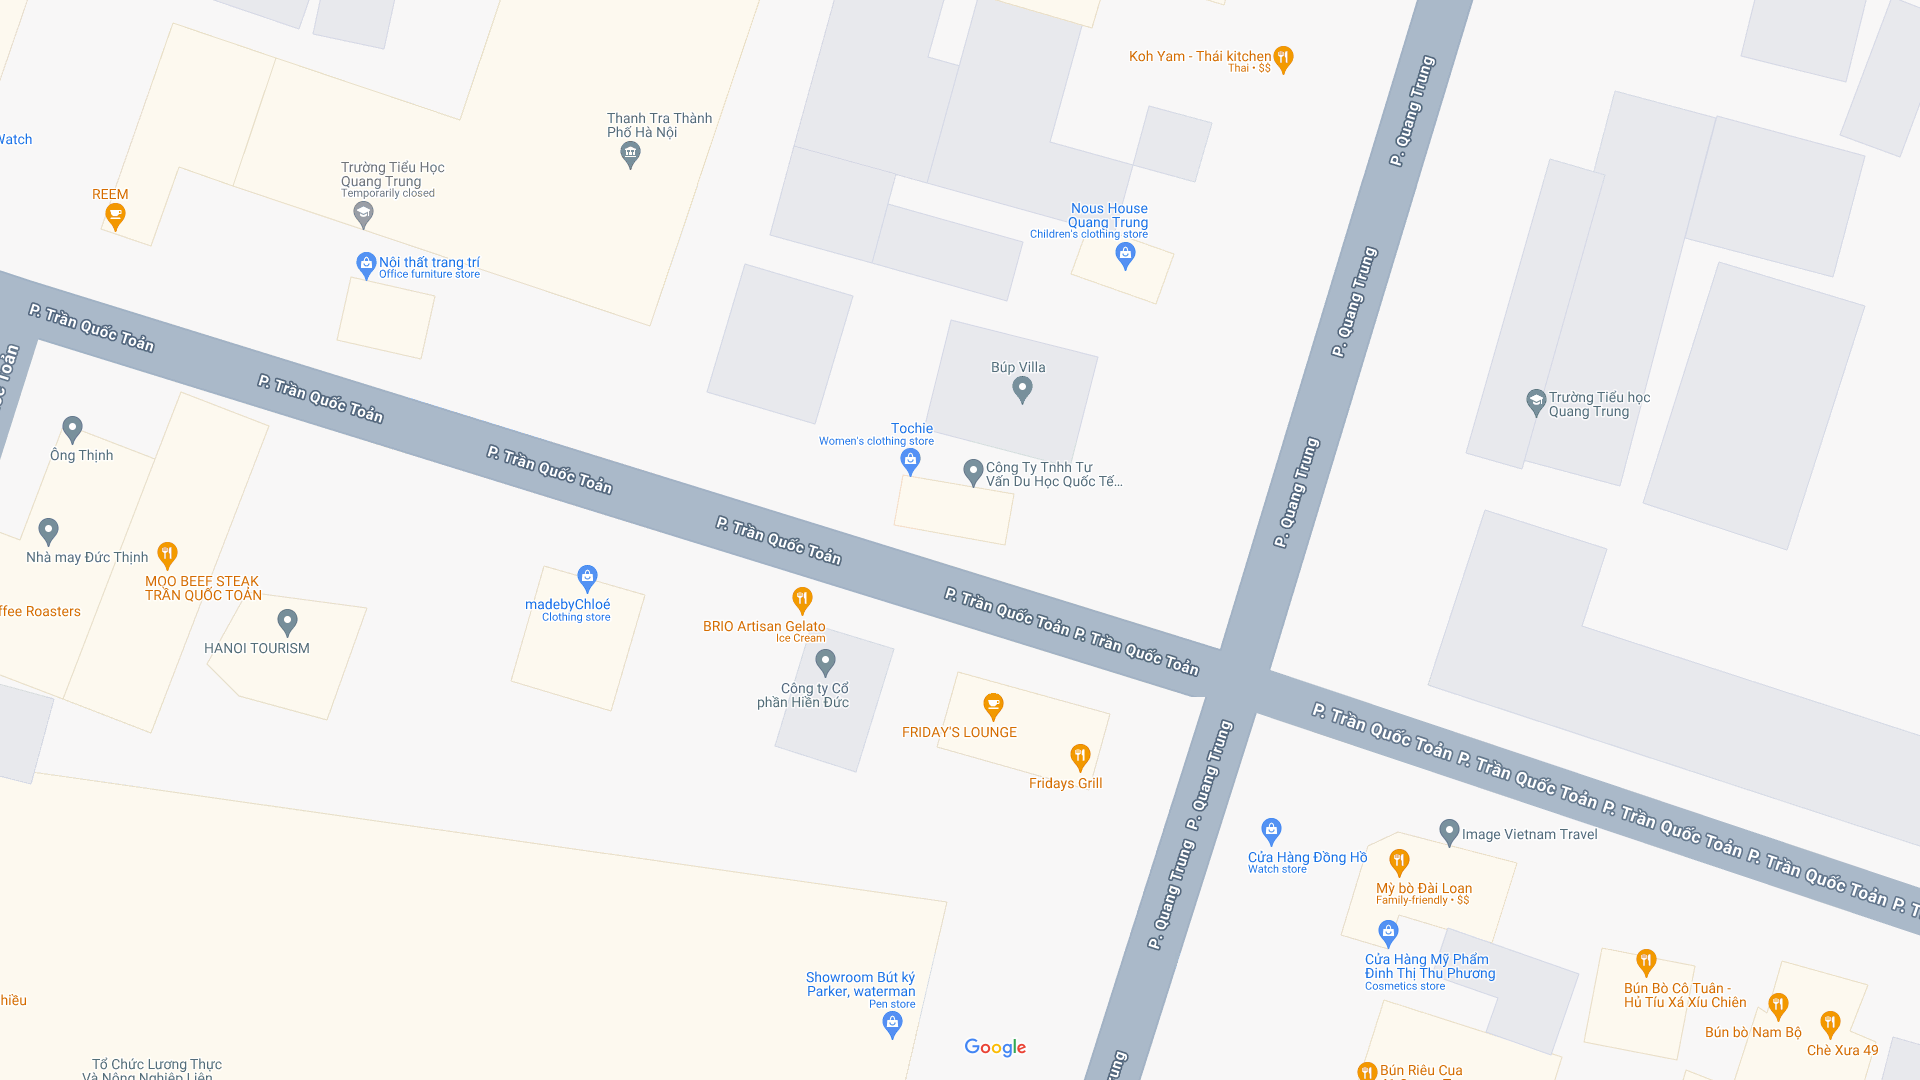 Koh Yam - Thái kitchen
Thai • $$
P. Quang Trung
Thanh Tra Thành
Phố Hà Nội
Watch
Trường Tiểu Học
Quang Trung
Temporarily closed
REEM
Nous House
Quang Trung
Children's clothing store
Nôi thất trang trí
Office furniture store
P. Quang Trung
P. Trần Quốc Toản
Búp Villa
P. Trần Quốc Toản
Trường Tiểu học
Quang Trung
Tochie
Women's clothing store
Ông Thịnh
P. Trần Quốc Toản
Công Ty Tnhh Tư
Vấn Du Học Quốc Tế...
P. Quang Trung
P. Trần Quốc Toản
Nhà may Đức Thịnh
MOO BEEF STEAK
TRẦN QUỐC TOẢN
ffee Roasters
madebyChloé
Clothing store
P. Trần Quốc Toản
P. Trần Quốc Toản
BRIO Artisan Gelato
Ice Cream
HANOI TOURISM
Công ty Cổ
phần Hiền Đức
FRIDAY'S LOUNGE
P. Quang Trung
P. Trần Quốc Toản
P. Trần Quốc Toản
P. Trần Quốc Toản
P. Trần Quốc Toản
P. T
Fridays Grill
Image Vietnam Travel
Cửa Hàng Đồng Hồ
Watch store
P. Quang Trung
Mỳ bò Đài Loan
Family-friendly • $$
Cửa Hàng Mỹ Phẩm
Đinh Thị Thu Phương
Cosmetics store
Showroom Bút ký
Parker, waterman
Pen store
Bún Bò Cô Tuân -
Hủ Tíu Xá Xíu Chiên
hiều
Bún bò Nam Bộ
Chè Xưa 49
Google
Tổ Chức Lương Thực
Và Nông Nghiệp Liên
rung
Bún Riêu Cua